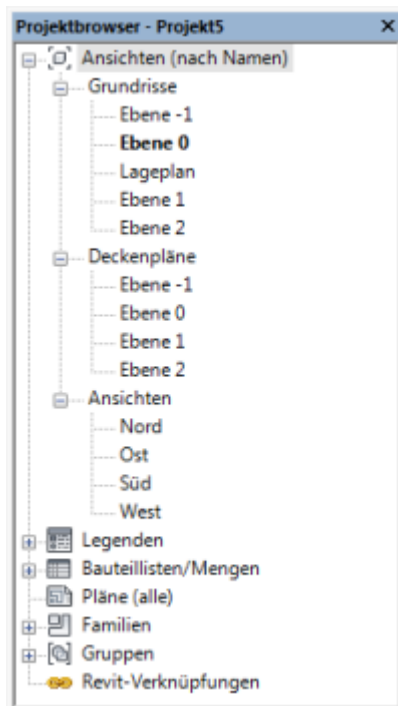 Projektbrowser - Projekt5
Ansichten (nach Namen)
Grundrisse
Ebene -1
Ebene 0
Lageplan
Ebene 1
Ebene 2
Deckenpläne
Ebene -1
Ebene 0
Ebene 1
Ebene 2
Ansichten
Nord
Ost
Süd
West
Legenden
Bauteillisten/Mengen
Pläne (alle)
Familien
Gruppen
Revit-Verknüpfungen